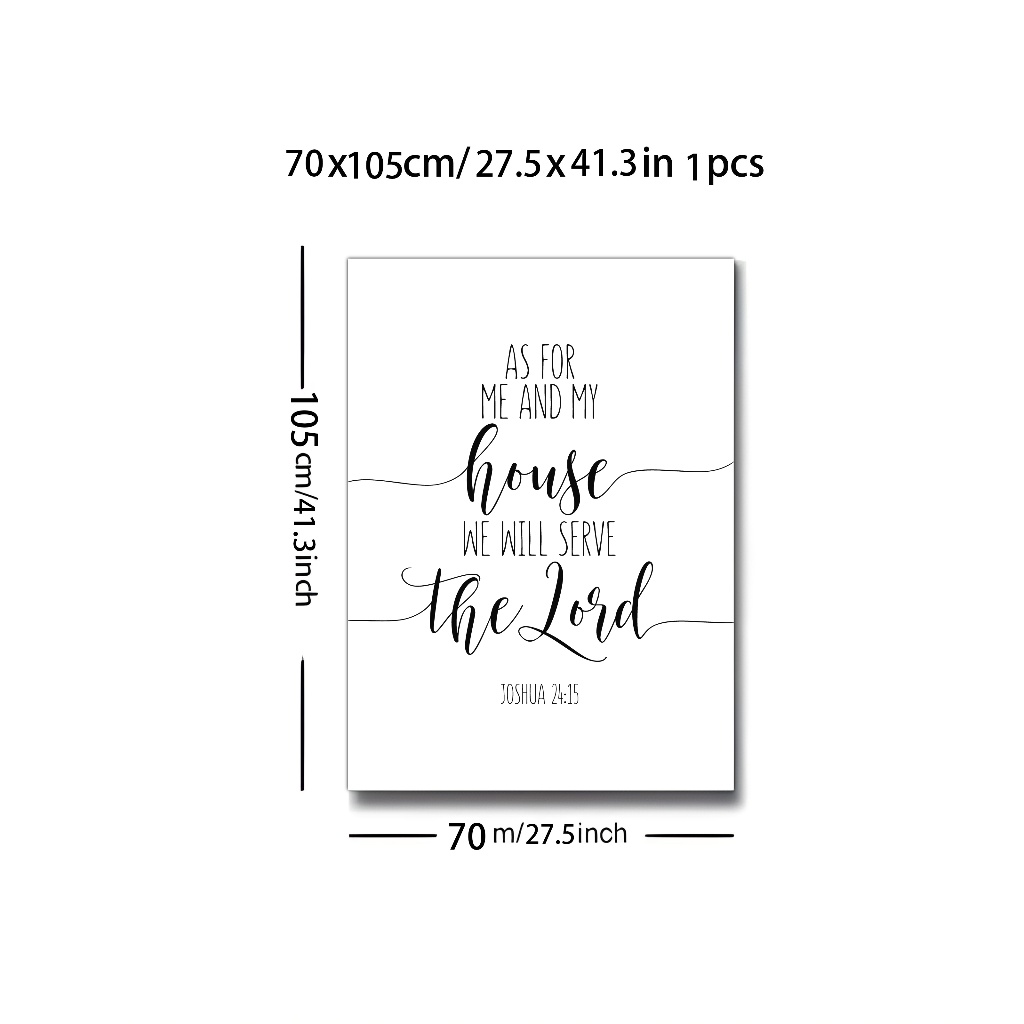 70x105cm/27.5x41.3in 1pcs
105cm/41.3inch
AS FOR
ME AND MY
house
WE WILL SERVE
the Lord
JOSHUA 24:15
70 m/27.5inch